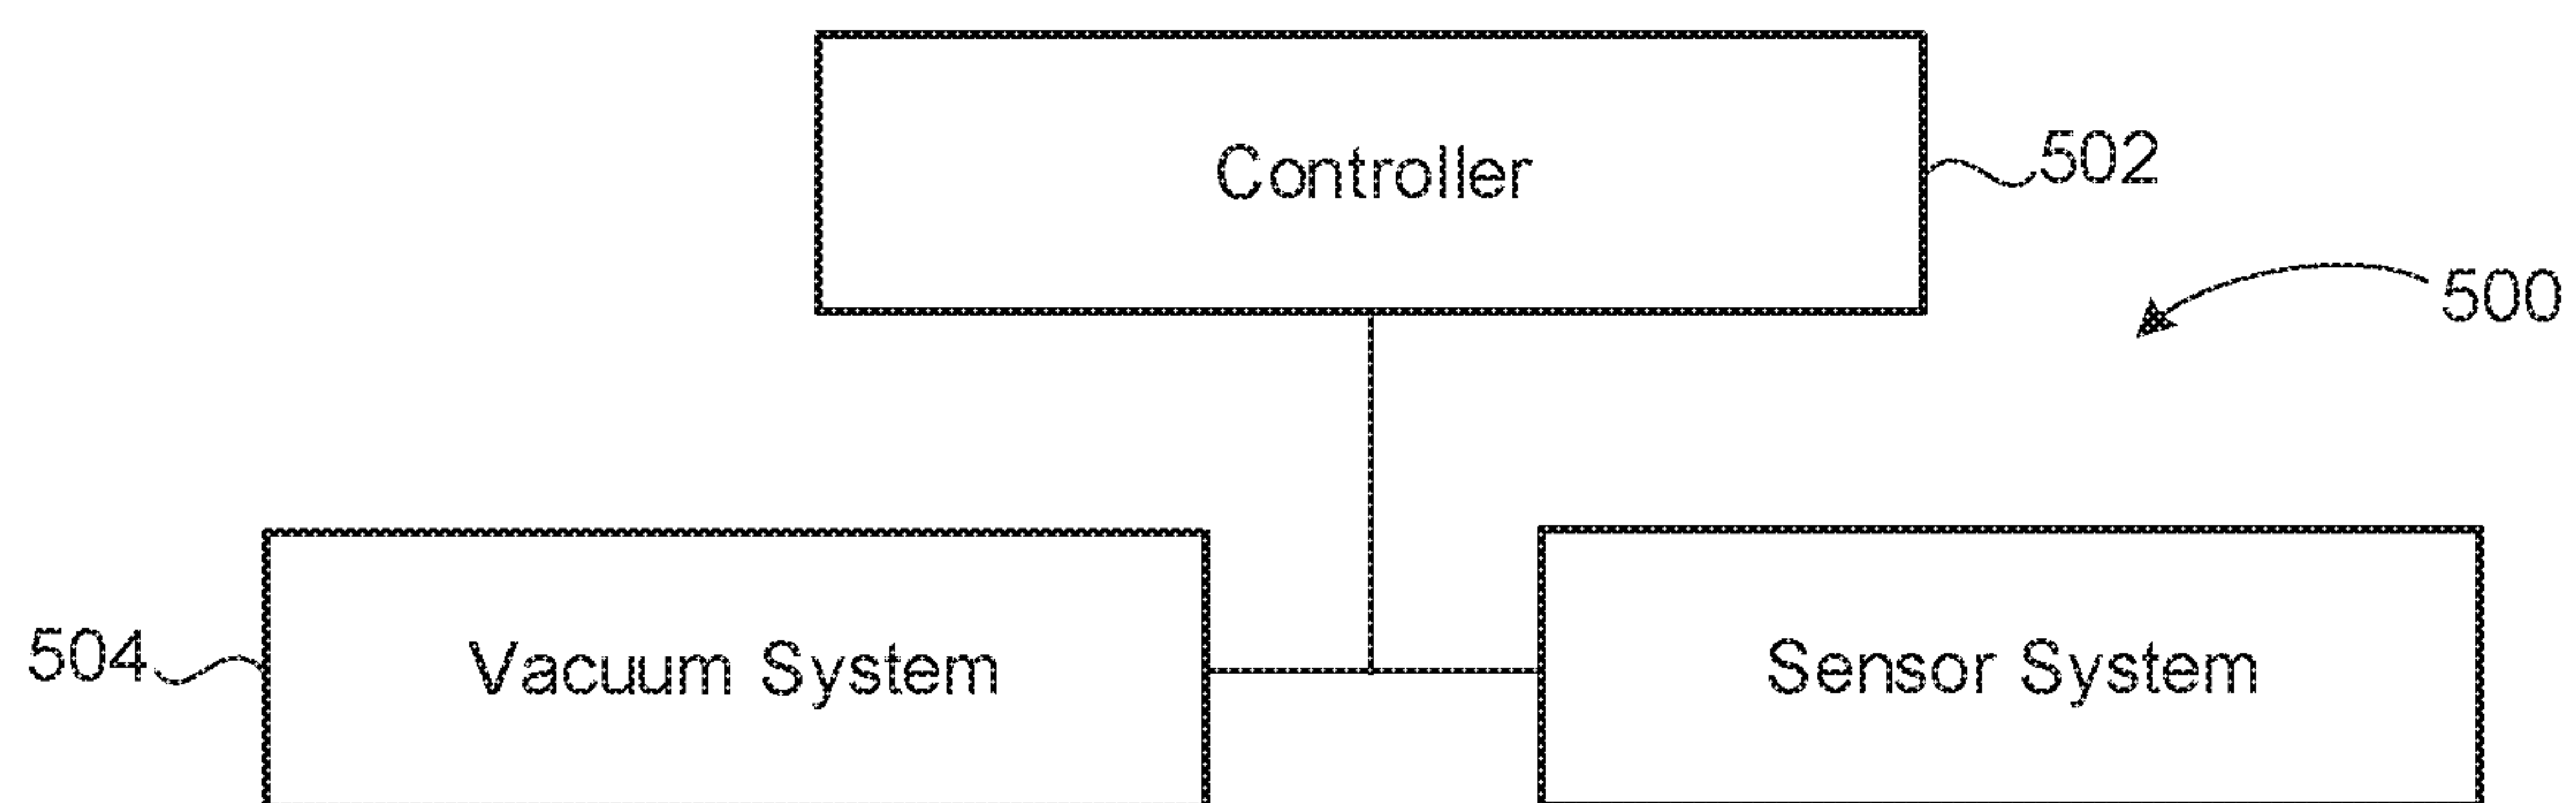 Controller
502
500
504
Vacuum System
Sensor System